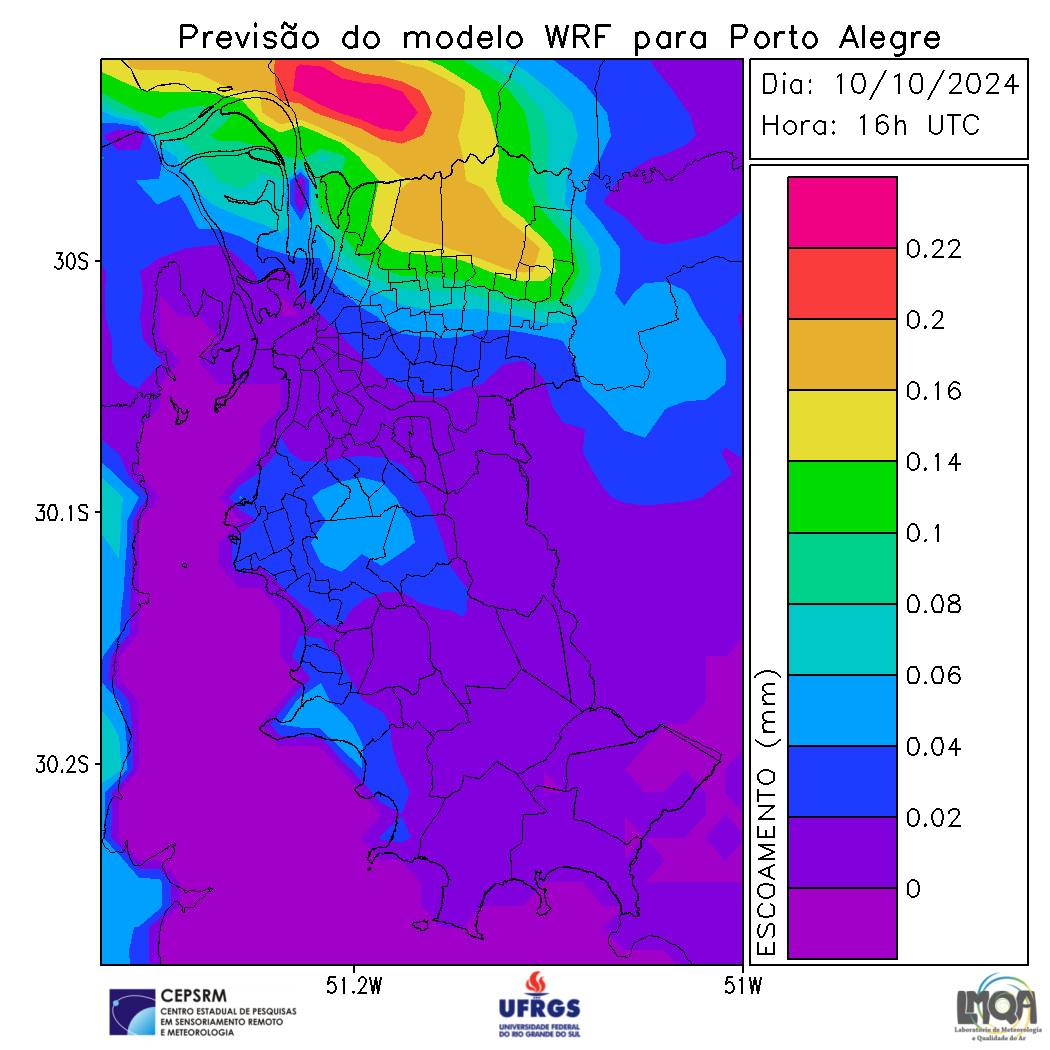 Previsão do modelo WRF para Porto Alegre
Dia: 10/10/2024
Hora: 16h UTC
30S
30.1S
30.2S
51.2W
51W
ESCOAMENTO (mm)
0.22
0.2
0.16
0.14
0.1
0.08
0.06
0.04
0.02
0
CEPSRM
CENTRO ESTADUAL DE PESQUISAS
EM SENSORIAMENTO REMOTO
E METEOROLOGIA
UFRGS
UNIVERSIDADE FEDERAL
DO RIO GRANDE DO SUL
LMQA
Laboratório de Meteorologia
e Qualidade do Ar